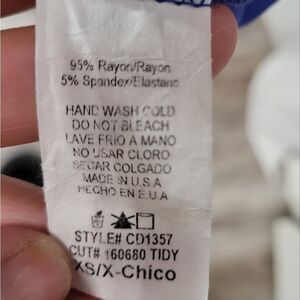 95% Rayon/Rayon
5% Spandex/Elastane
HAND WASH COLD
DO NOT BLEACH
LAVE FRIO A MANO
NO USAR CLORO
SECAR COLGADO
MADE IN U.S.A
HECHO EN E.U.A
STYLE# CD1357
CUT# 160680 TIDY
XS/X-Chico